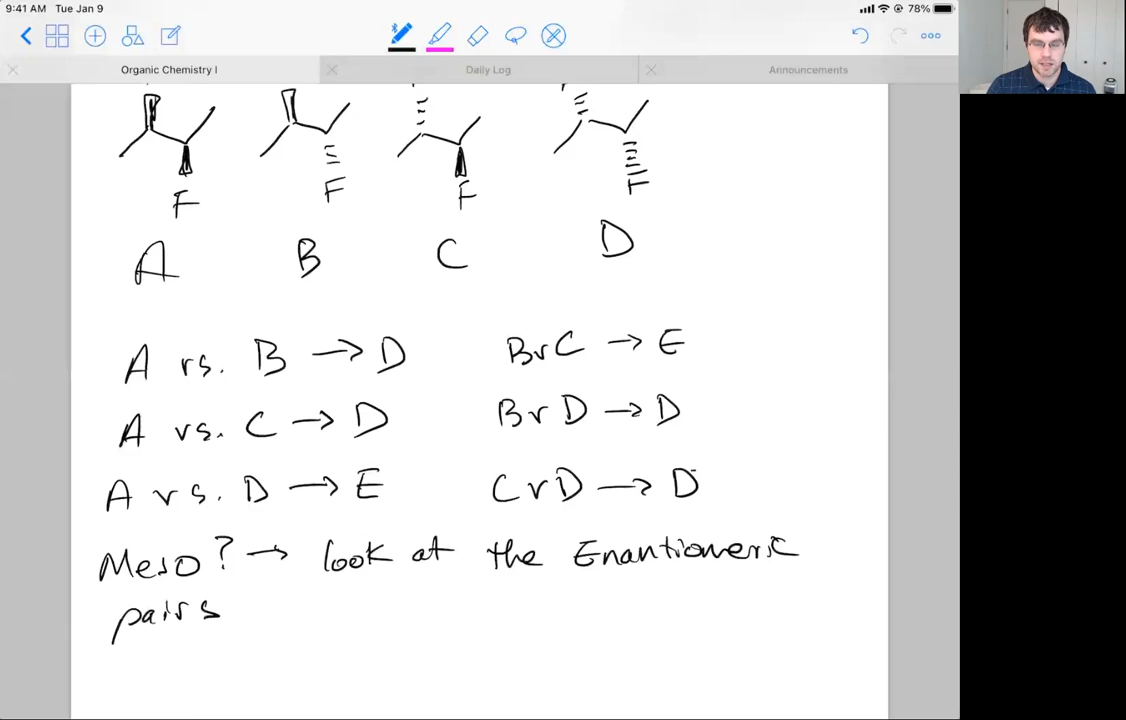 9:41 AM Tue Jan 9
78%
Organic Chemistry I
Daily Log
Announcements
F F F F
A B C D
A vs. B → D
B v C → E
A vs. C → D
B v D → D
A vs. D → E
C v D → D
Meso? → look at the Enantiomeric
pairs